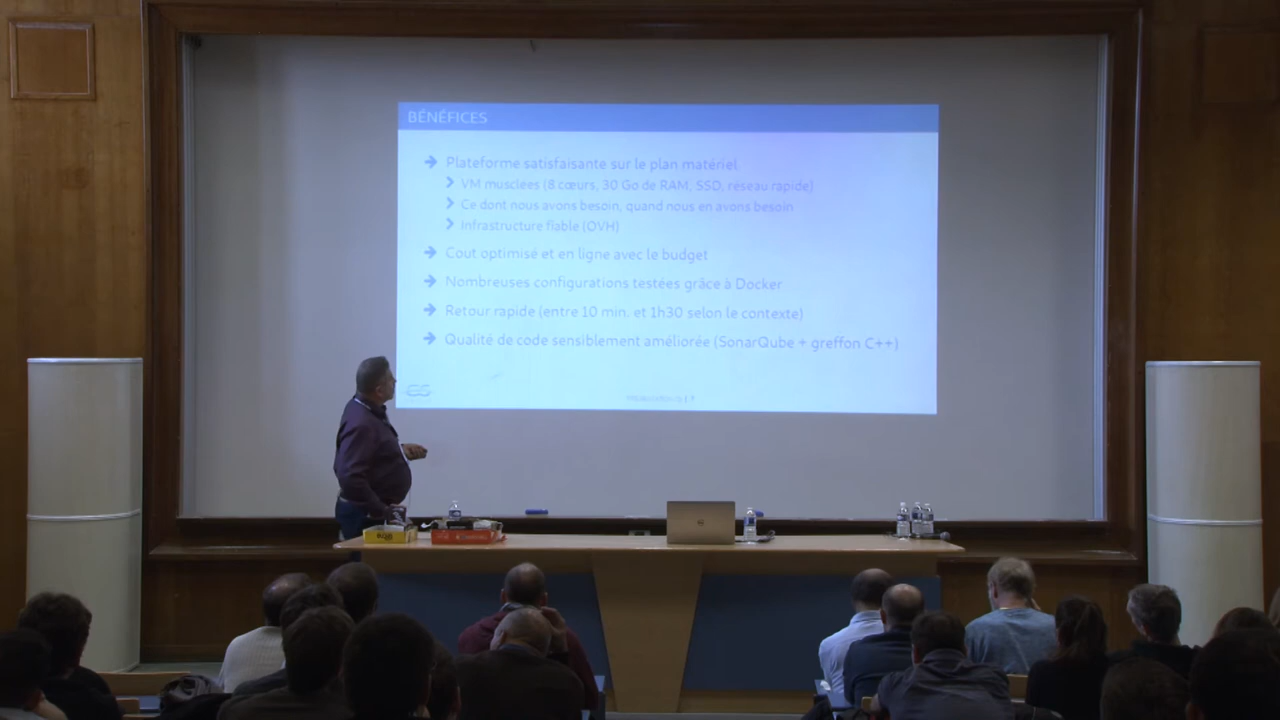 BÉNÉFICES
Plateforme satisfaisante sur le plan matériel.
VM musclées (8 cœurs, 30 Go de RAM, SSD, réseau rapide)
Ce dont nous avons besoin, quand nous en avons besoin
Infrastructure fiable (OVH)
Cout optimisé et en ligne avec le budget
Nombreuses configurations testées grâce à Docker
Retour rapide (entre 10 min. et 1h30 selon le contexte)
Qualité de code sensiblement améliorée (SonarQube + greffon C++)